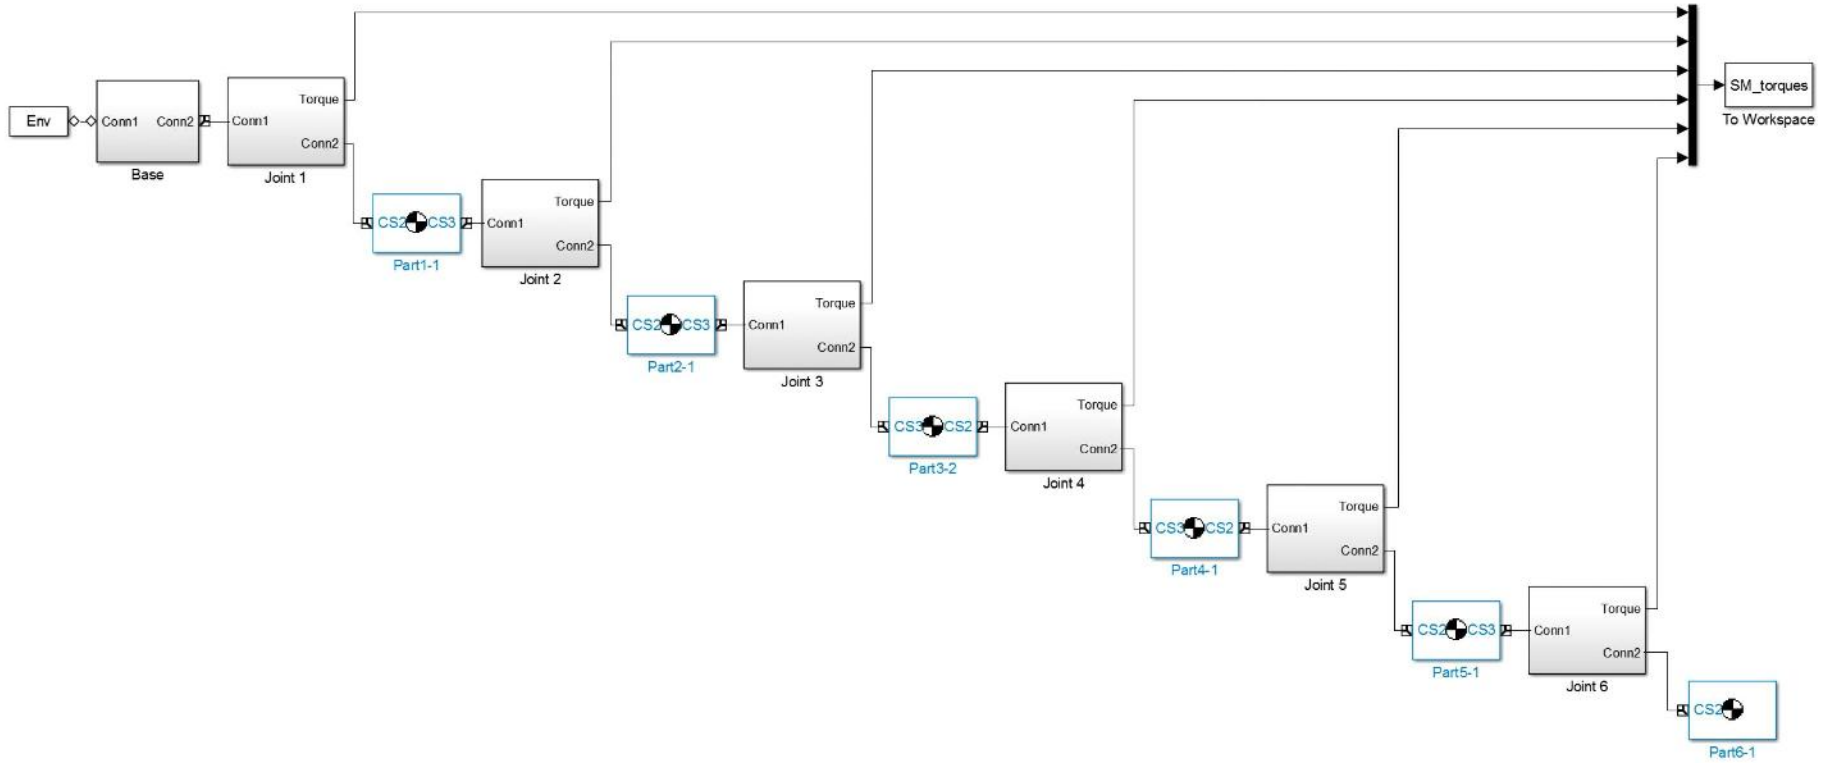 Env
Conn1 Conn2
Base
Torque
Conn1
Conn2
Joint 1
SM_torques
To Workspace
CS2 CS3
Part1-1
Torque
Conn1
Conn2
Joint 2
CS2 CS3
Part2-1
Torque
Conn1
Conn2
Joint 3
CS3 CS2
Part3-2
Torque
Conn1
Conn2
Joint 4
CS3 CS2
Part4-1
Torque
Conn1
Conn2
Joint 5
CS2 CS3
Part5-1
Torque
Conn1
Conn2
Joint 6
CS2
Part6-1